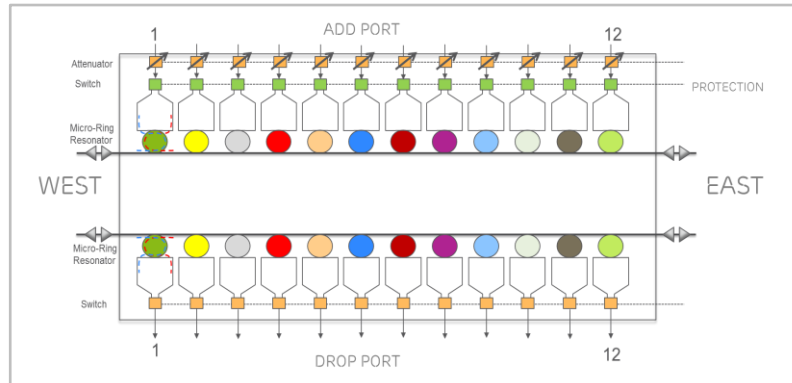 ADD PORT
1
12
Attenuator
Switch
PROTECTION
Micro-Ring
Resonator
WEST
EAST
Micro-Ring
Resonator
Switch
1
12
DROP PORT